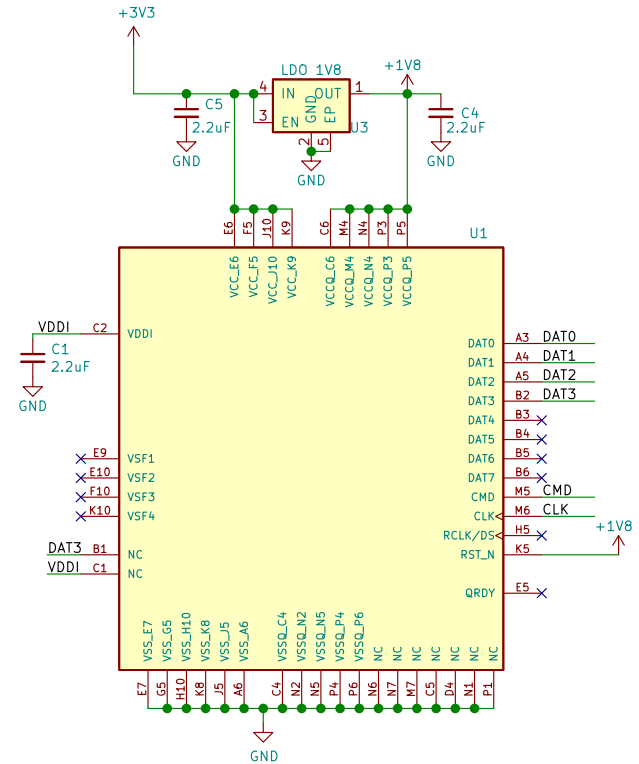 +3V3
LDO 1V8
+1V8
4 IN OUT 1
3 EN GND EP U3
2 5
C5
2.2uF
GND
GND
C4
2.2uF
GND
E6 F5 J10 K9 C6 M4 N4 P3 P5
U1
VCC_E6 VCC_F5 VCC_J10 VCC_K9 VCCQ_C6 VCCQ_M4 VCCQ_N4 VCCQ_P3 VCCQ_P5
VDDI C2 VDDI
C1
2.2uF
GND
DAT0 A3 DAT0
DAT1 A4 DAT1
DAT2 A5 DAT2
DAT3 B2 DAT3
DAT4 B3
DAT5 B4
E9 VSF1 DAT6 B5
E10 VSF2 DAT7 B6
F10 VSF3 CMD M5 CMD
K10 VSF4 CLK M6 CLK
RCLK/DS H5
+1V8
DAT3 B1 NC RST_N K5
VDDI C1 NC
QRDY E5
VSS_E7 VSS_G5 VSS_H10 VSS_K8 VSS_J5 VSS_A6 VSSQ_C4 VSSQ_N2 VSSQ_N5 VSSQ_P4 VSSQ_P6 NC NC NC NC NC NC NC
E7 G5 H10 K8 J5 A6 C4 N2 N5 P4 P6 N6 N7 M7 C5 D4 N1 P1
GND